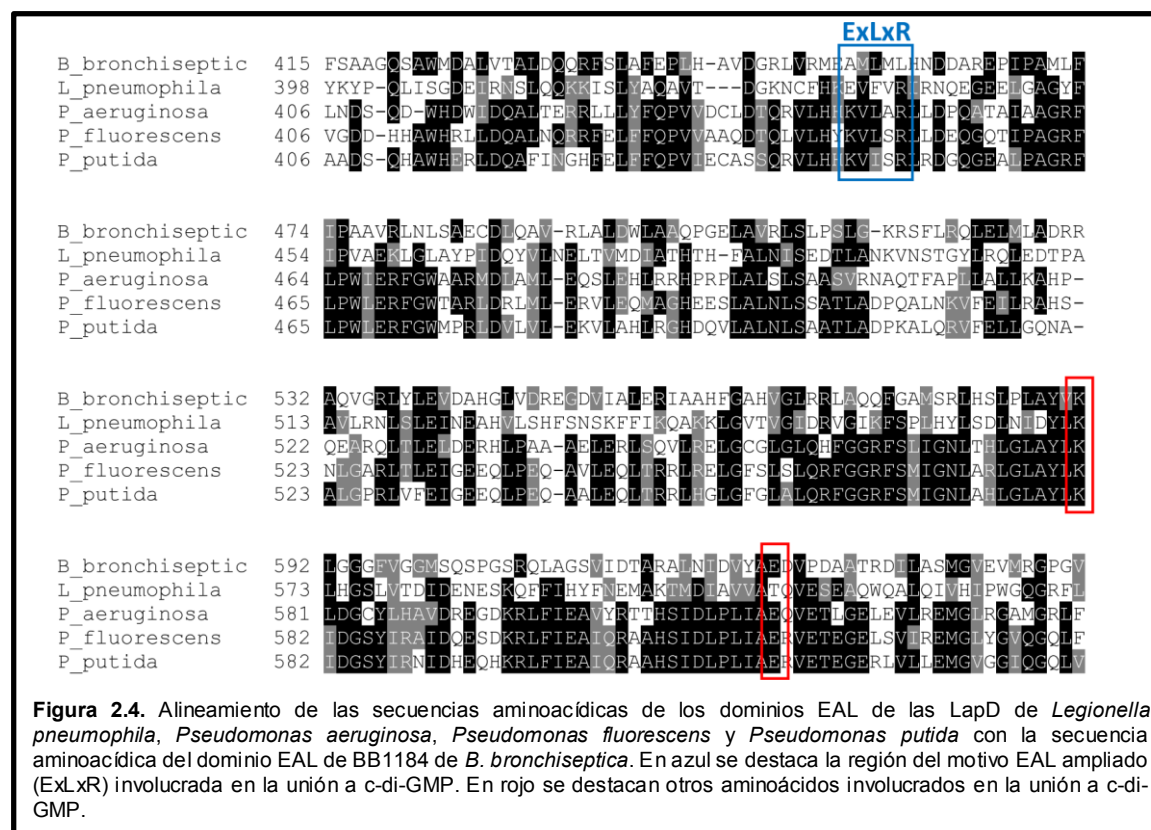 ExLxR
B_bronchiseptic 415 FSAAGQSAWMDALVTALDQQRFSLAFEPLH-AVDGRLVRMEAMLMLHNDDAREPIPAMLF
L_pneumophila 398 YKYP-QLISGDEIRNSLQQKKISLYAQAVT---DGKNCFHKEVFVRIRNQEGEELGAGYF
P_aeruginosa 406 LNDS-QD-WHDWIDQALTERRLLLYFQPVVDCLDTQRVLHHKVLARLLDPQATAIAAGRF
P_fluorescens 406 VGDD-HHAWHRLLDQALNQRRFELFFQPVVAAQDTQLVLHYKVLSRLLDEQGQTIPAGRF
P_putida 406 AADS-QHAWHERLDQAFINGHFELFFQPVIECASSQRVLHHKVISRLRDGQGEALPAGRF
B_bronchiseptic 474 IPAAVRLNLSAECDLQAV-RLALDWLAAQPGELAVRLSLPSLG-KRSFLRQLELMLADRR
L_pneumophila 454 IPVAEKLGLAYPIDQYVLNELTVMDIATHTH-FALNISEDTLANKVNSTGYLRQLEDTPA
P_aeruginosa 464 LPWIERFGWAARMDLAML-EQSLEHLRRHPRPLALSLSAASVRNAQTFAPLLALLKAHP-
P_fluorescens 465 LPWLERFGWTARLDRLML-ERVLEQMAGHEESLALNLSSATLADPQALNKVFEILRAHS-
P_putida 465 LPWLERFGWMPRLDVLVL-EKVLAHLRGHDQVLALNLSAATLADPKALQRVFELLGQNA-
B_bronchiseptic 532 AQVGRLYLEVDAHGLVDREGDVIALERIAAHFGAHVGLRRLAQQFGAMSRLHSLPLAYVK
L_pneumophila 513 AVLRNLSLEINEAHVLSHFSNSKFFIKQAKKLGVTVGIDRVGIKFSPLHYLSDLNIDYLK
P_aeruginosa 522 QEARQLTLELDERHLPAA-AELERLSQVLRELGCGLGLQHFGGRFSMIGNLTHLGLAYLK
P_fluorescens 523 NLGARLTLEIGEEQLPEQ-AVLEQLTRRLRELGFSLSLQRFGGRFSMIGNLARLGLAYLK
P_putida 523 ALGPRLVFEIGEEQLPEQ-AALEQLTRRLHGLGFGLALQRFGGRFSMIGNLAHLGLAYLK
B_bronchiseptic 592 LGGGFVGGMSQSPGSRQLAGSVIDTARALNIDVYAEDVPDAATRDILASMGVEVMRGPGV
L_pneumophila 573 LHGSLVTDIDENESKQFFIHYFNEMAKTMDIAVVATQVESEAQWQALQIVHIPWGQGRFL
P_aeruginosa 581 LDGCYLHAVDREGDKRLFIEAVYRTTHSIDLPLIAEQVETLGELEVLREMGLRGAMGRLF
P_fluorescens 582 IDGSYIRAIDQESDKRLFIEAIQRAAHSIDLPLIAERVETEGELSVIREMGLYGVQGQLF
P_putida 582 IDGSYIRNIDHEQHKRLFIEAIQRAAHSIDLPLIAERVETEGERLVLLEMGVGGIQGQLV
Figura 2.4. Alineamiento de las secuencias aminoacídicas de los dominios EAL de las LapD de Legionella
pneumophila, Pseudomonas aeruginosa, Pseudomonas fluorescens y Pseudomonas putida con la secuencia
aminoacídica del dominio EAL de BB1184 de B. bronchiseptica. En azul se destaca la región del motivo EAL ampliado
(ExLxR) involucrada en la unión a c-di-GMP. En rojo se destacan otros aminoácidos involucrados en la unión a c-di-
GMP.